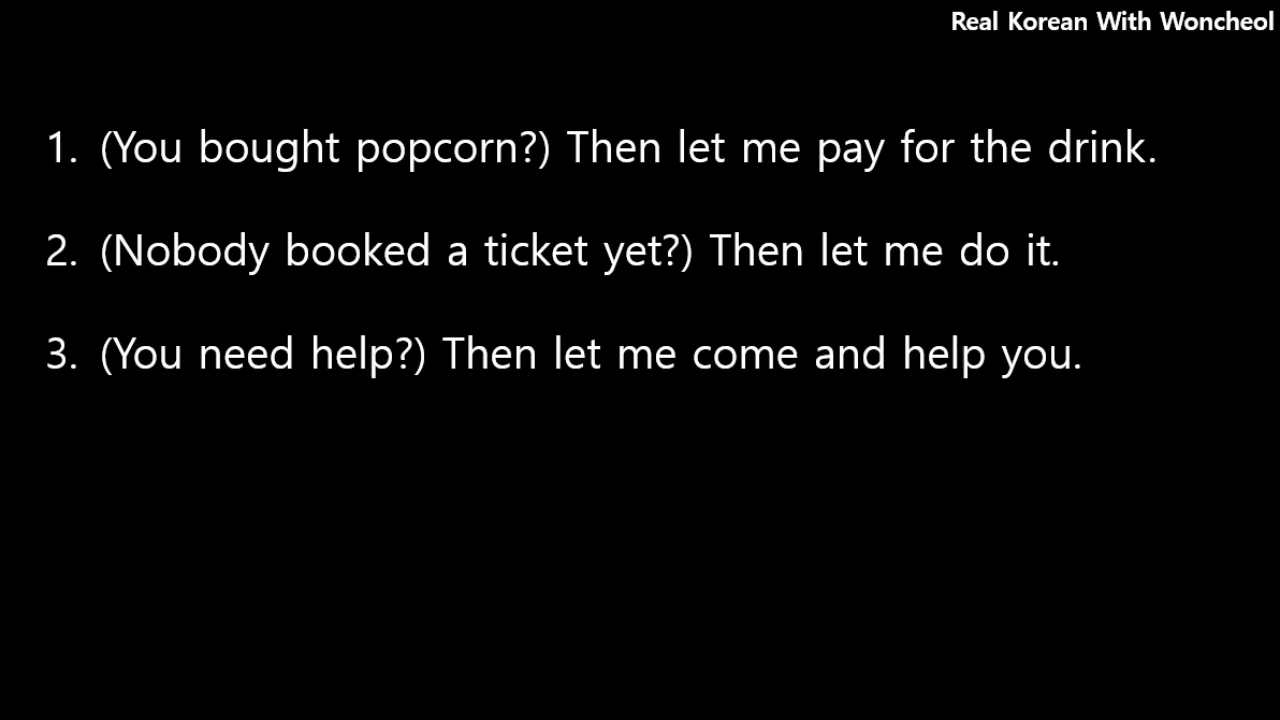 Real Korean With Woncheol
1. (You bought popcorn?) Then let me pay for the drink.
2. (Nobody booked a ticket yet?) Then let me do it.
3. (You need help?) Then let me come and help you.